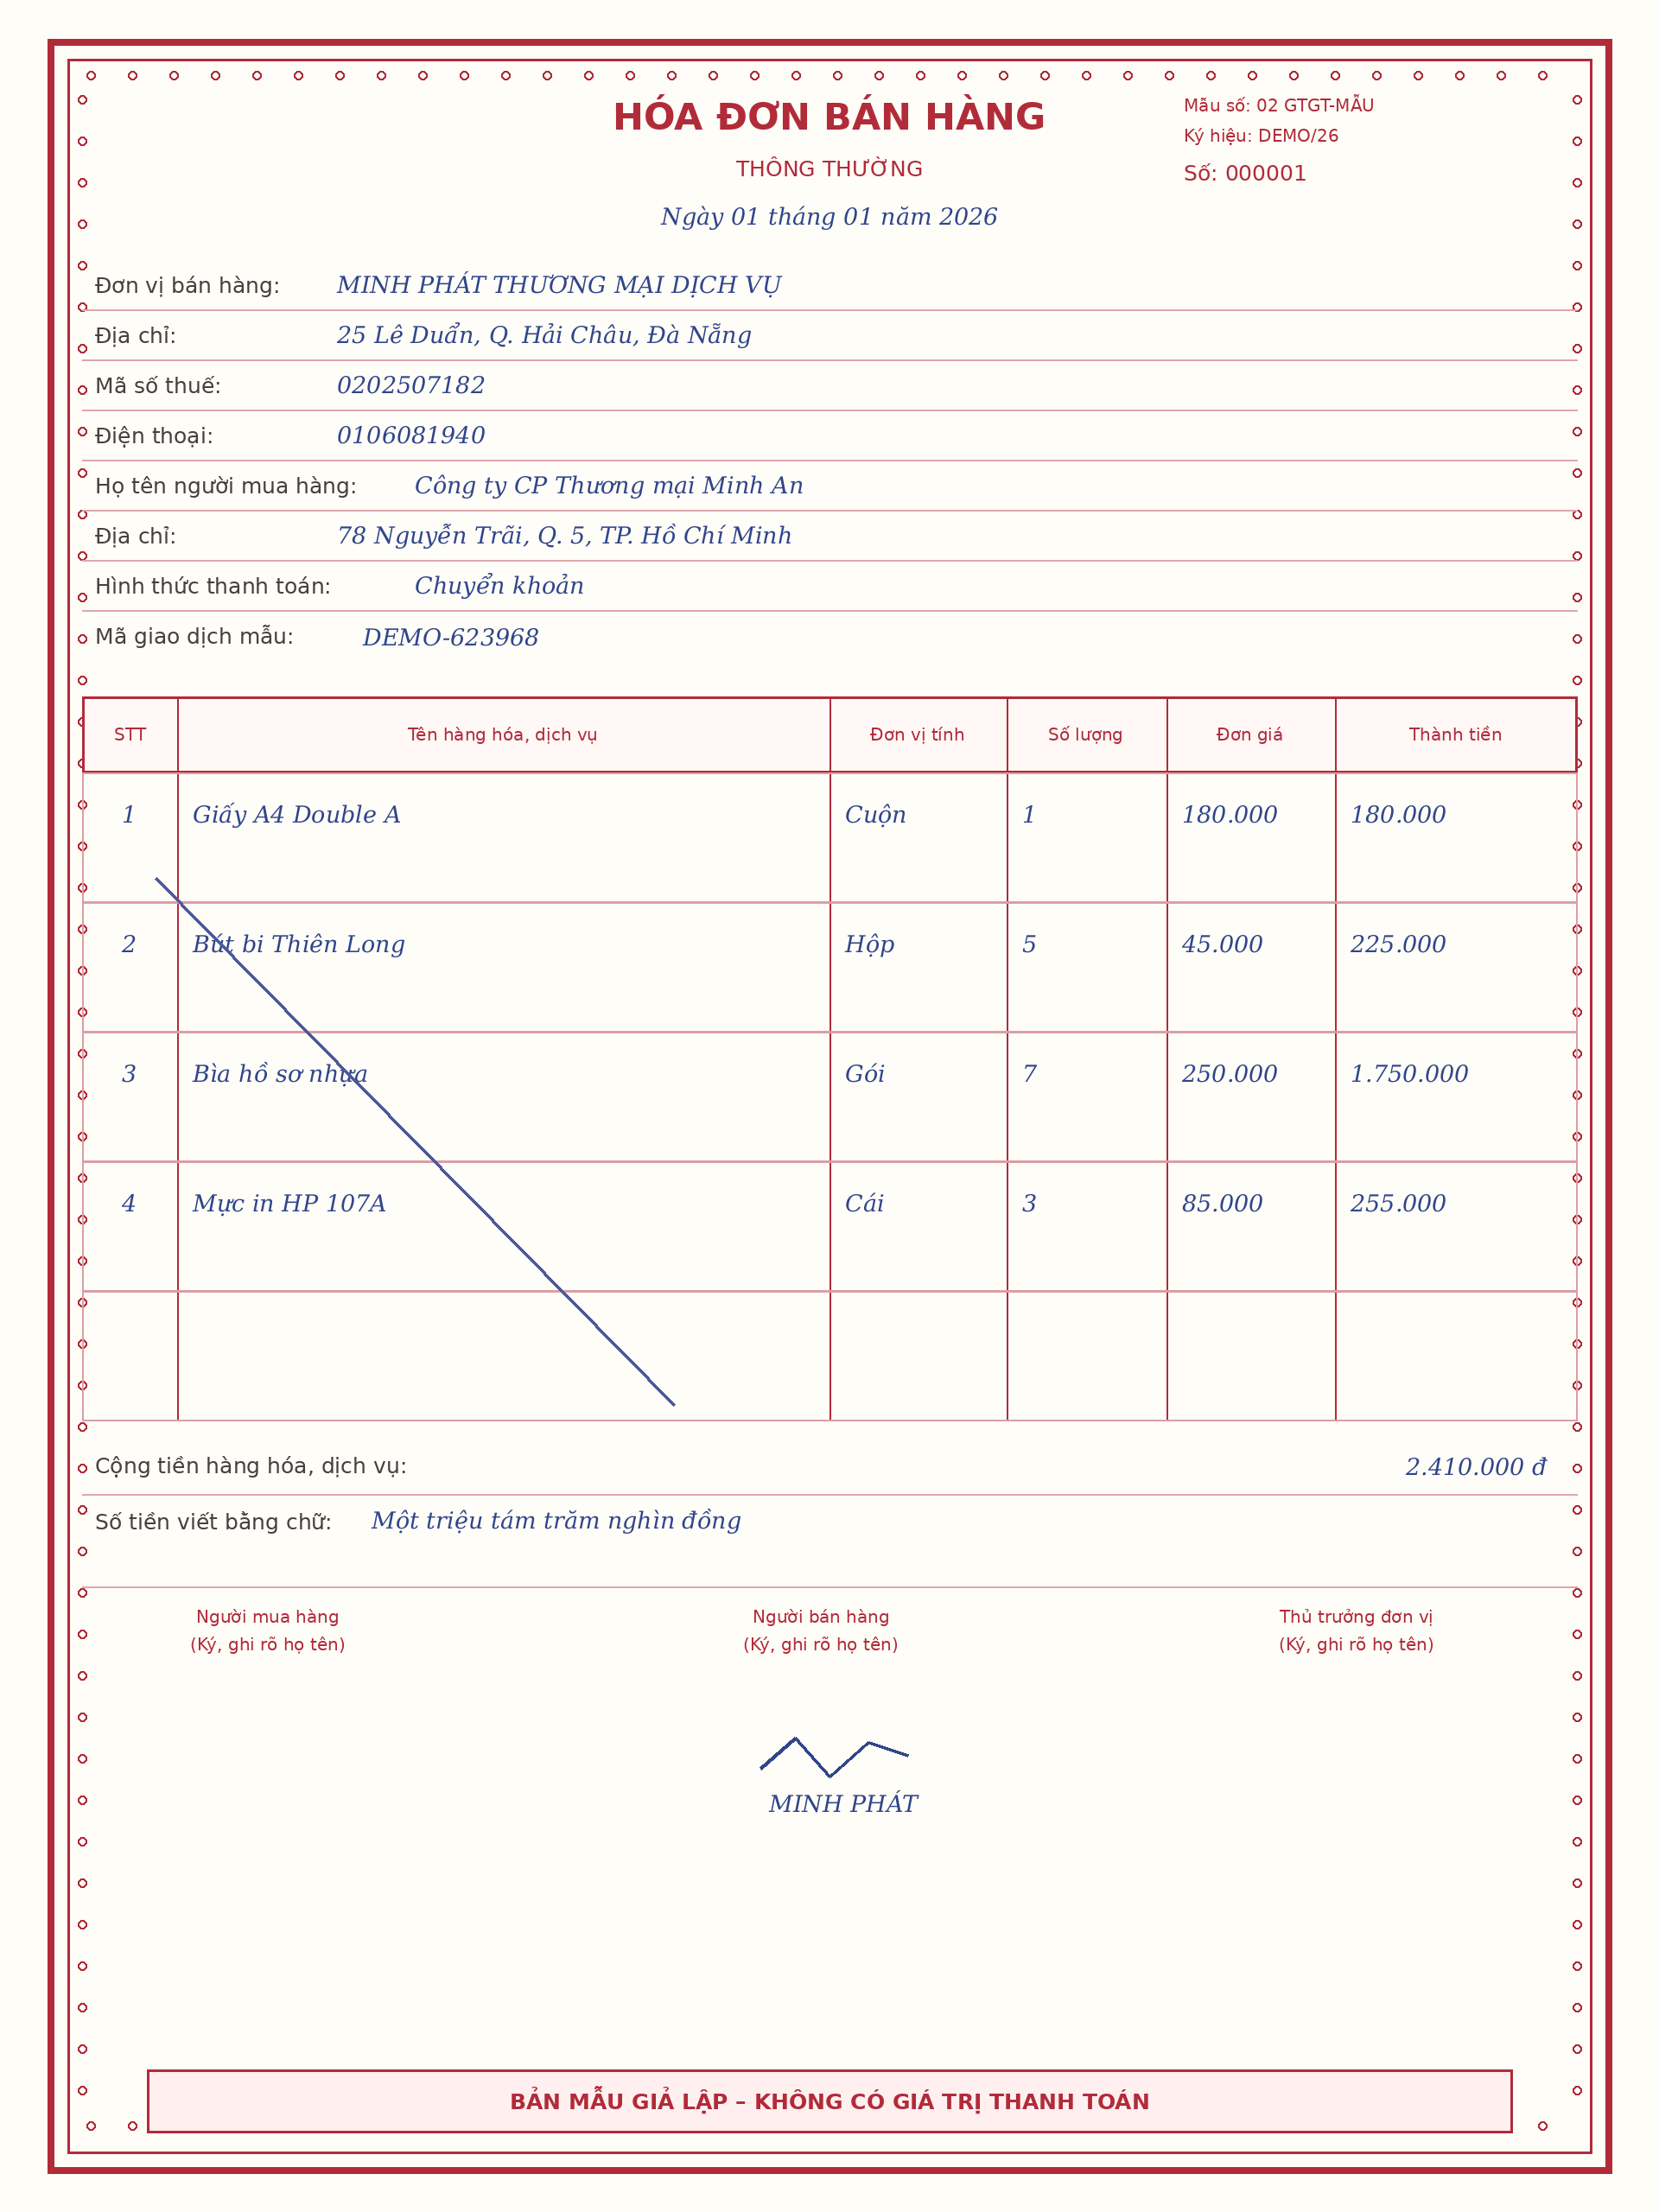 HÓA ĐƠN BÁN HÀNG
THÔNG THƯỜNG
Ngày 01 tháng 01 năm 2026
Mẫu số: 02 GTGT-MẪU
Ký hiệu: DEMO/26
Số: 000001
Đơn vị bán hàng: MINH PHÁT THƯƠNG MẠI DỊCH VỤ
Địa chỉ: 25 Lê Duẩn, Q. Hải Châu, Đà Nẵng
Mã số thuế: 0202507182
Điện thoại: 0106081940
Họ tên người mua hàng: Công ty CP Thương mại Minh An
Địa chỉ: 78 Nguyễn Trãi, Q. 5, TP. Hồ Chí Minh
Hình thức thanh toán: Chuyển khoản
Mã giao dịch mẫu: DEMO-623968
STT Tên hàng hóa, dịch vụ Đơn vị tính Số lượng Đơn giá Thành tiền
1 Giấy A4 Double A Cuộn 1 180.000 180.000
2 Bút bi Thiên Long Hộp 5 45.000 225.000
3 Bìa hồ sơ nhựa Gói 7 250.000 1.750.000
4 Mực in HP 107A Cái 3 85.000 255.000
Cộng tiền hàng hóa, dịch vụ: 2.410.000 đ
Số tiền viết bằng chữ: Một triệu tám trăm nghìn đồng
Người mua hàng Người bán hàng Thủ trưởng đơn vị
(Ký, ghi rõ họ tên) (Ký, ghi rõ họ tên) (Ký, ghi rõ họ tên)
MINH PHÁT
BẢN MẪU GIẢ LẬP – KHÔNG CÓ GIÁ TRỊ THANH TOÁN